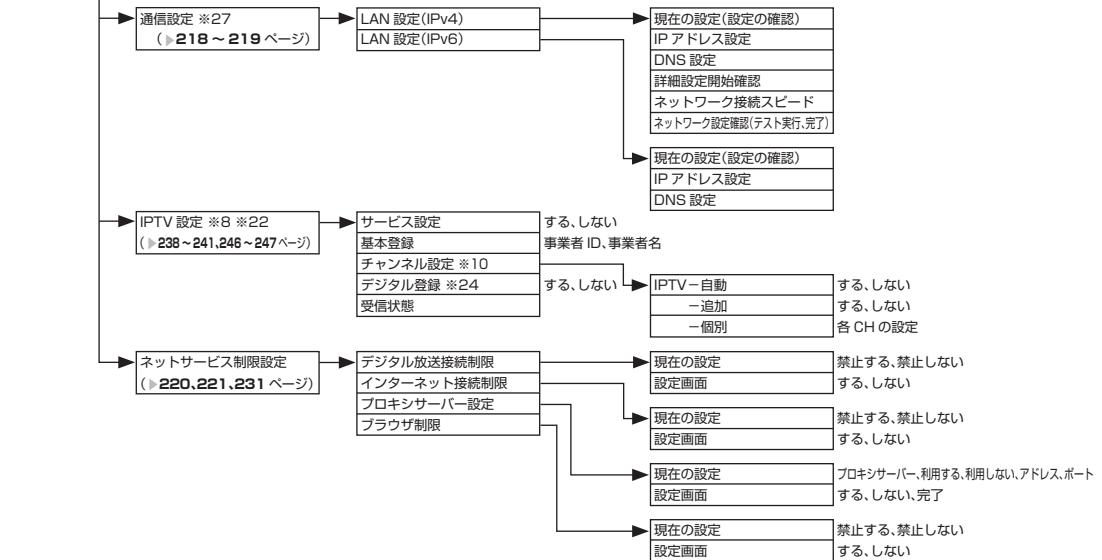 通信設定 ※27
( ▶218～219 ページ)
LAN 設定(IPv4)
LAN 設定(IPv6)
現在の設定(設定の確認)
IP アドレス設定
DNS 設定
詳細設定開始確認
ネットワーク接続スピード
ネットワーク設定確認(テスト実行、完了)
現在の設定(設定の確認)
IP アドレス設定
DNS 設定
IPTV 設定 ※8 ※22
( ▶238～241、246～247ページ)
サービス設定 する、しない
基本登録 事業者 ID、事業者名
チャンネル設定 ※10
デジタル登録 ※24 する、しない
受信状態
IPTV－自動 する、しない
－追加 する、しない
－個別 各 CH の設定
ネットサービス制限設定
( ▶220、221、231 ページ)
デジタル放送接続制限
インターネット接続制限
プロキシサーバー設定
ブラウザ制限
現在の設定 禁止する、禁止しない
設定画面 する、しない
現在の設定 禁止する、禁止しない
設定画面 する、しない
現在の設定 プロキシサーバー、利用する、利用しない、アドレス、ポート
設定画面 する、しない、完了
現在の設定 禁止する、禁止しない
設定画面 する、しない